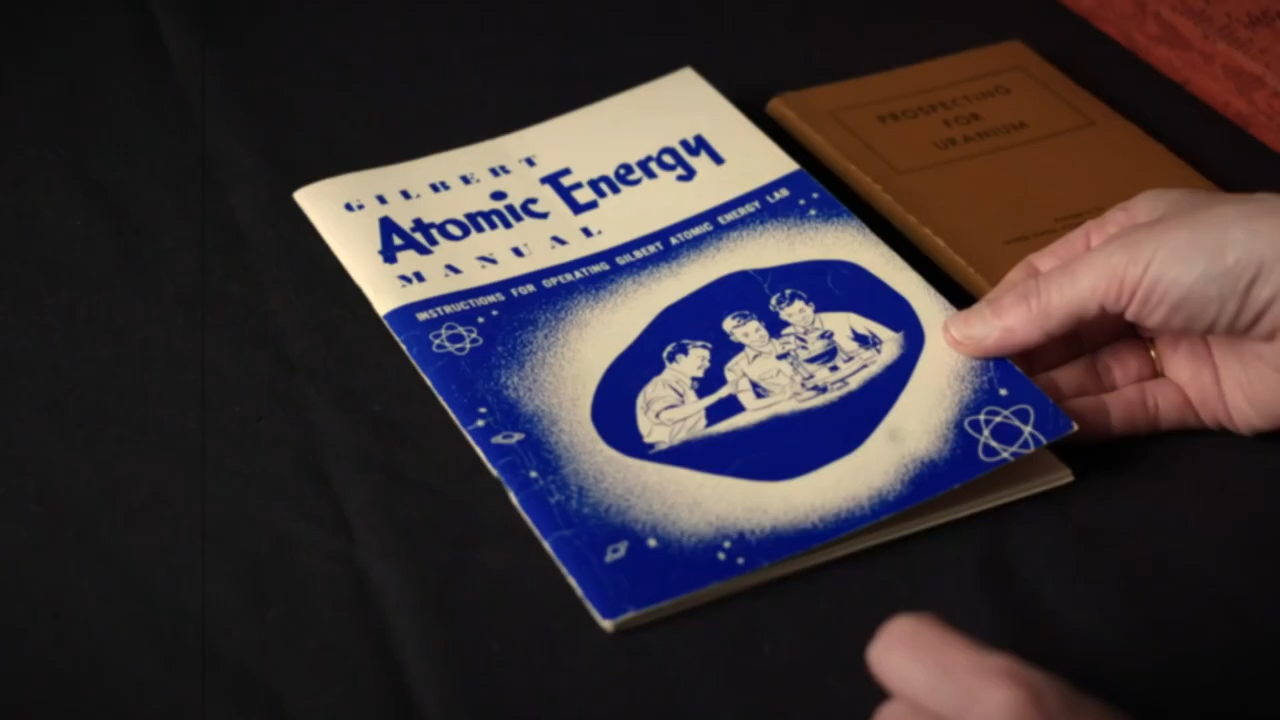 GILBERT
Atomic Energy
MANUAL
INSTRUCTIONS FOR OPERATING GILBERT ATOMIC ENERGY LAB
PROSPECTING
FOR
URANIUM